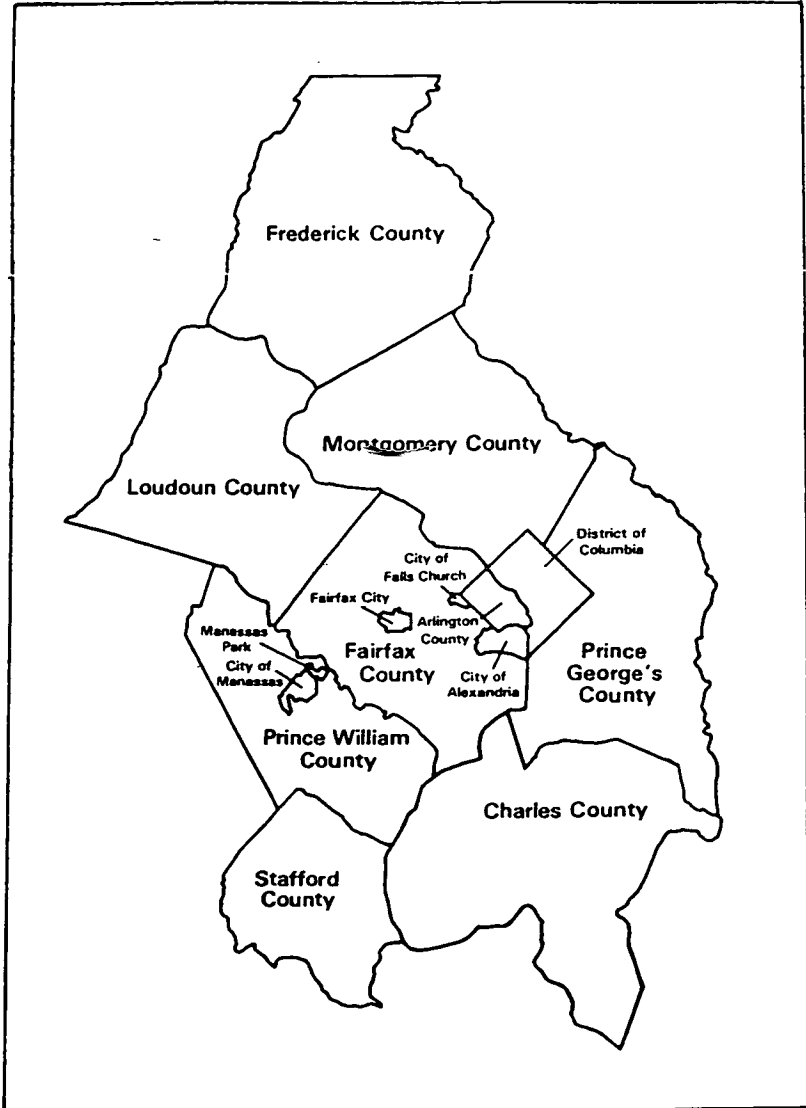 Frederick County
Montgomery County
Loudoun County
District of
Columbia
City of
Falls Church
Fairfax City
Arlington
County
Manassas
Park
City of
Manassas
Fairfax
County
City of
Alexandria
Prince
George's
County
Prince William
County
Charles County
Stafford
County